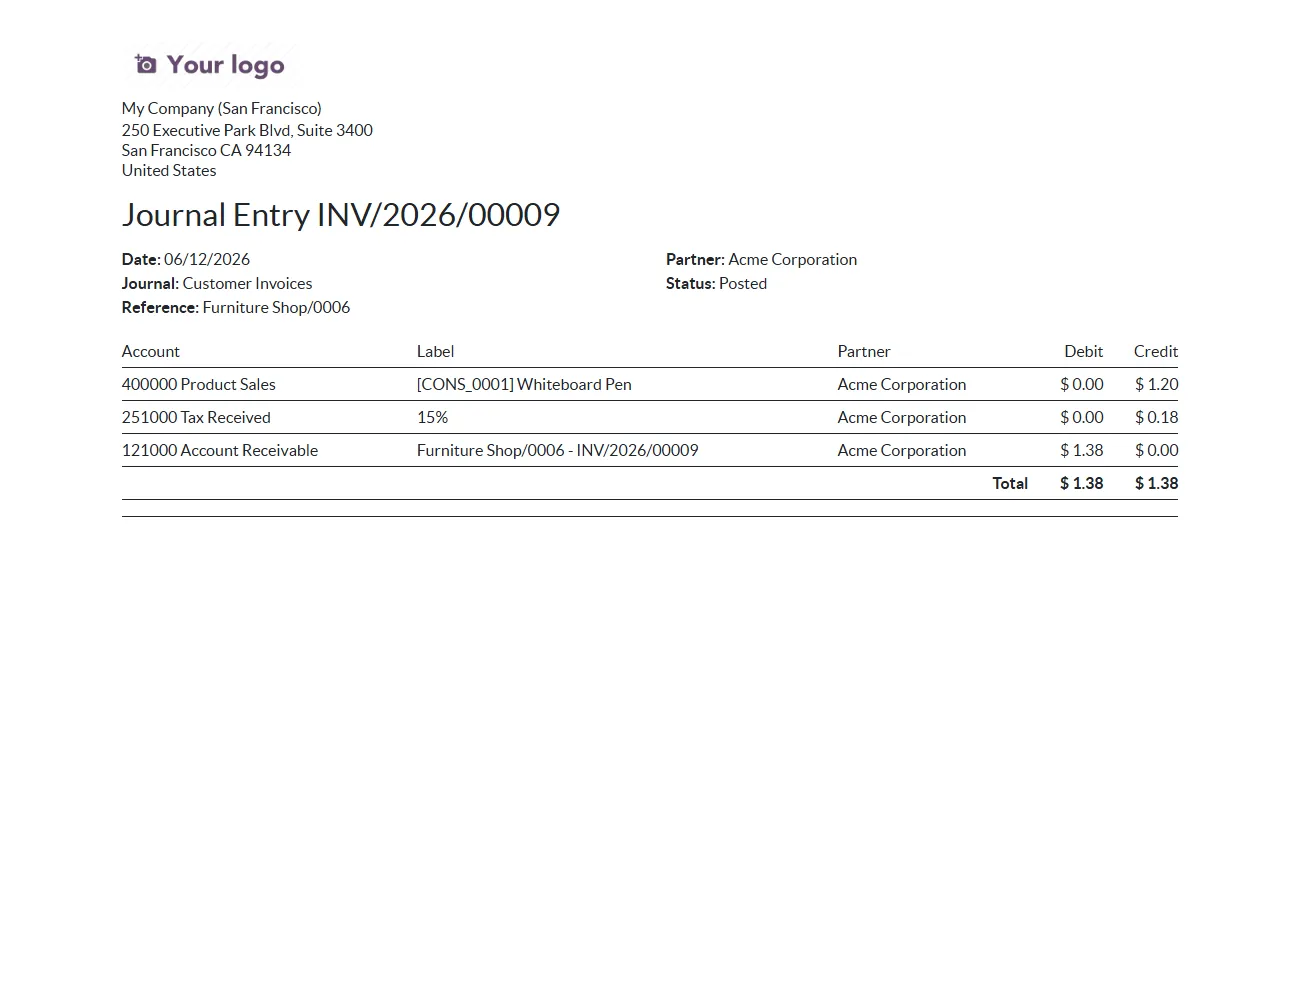 Your logo
My Company (San Francisco)
250 Executive Park Blvd, Suite 3400
San Francisco CA 94134
United States
Journal Entry INV/2026/00009
Date: 06/12/2026 Partner: Acme Corporation
Journal: Customer Invoices Status: Posted
Reference: Furniture Shop/0006
Account Label Partner Debit Credit
400000 Product Sales [CONS_0001] Whiteboard Pen Acme Corporation $ 0.00 $ 1.20
251000 Tax Received 15% Acme Corporation $ 0.00 $ 0.18
121000 Account Receivable Furniture Shop/0006 - INV/2026/00009 Acme Corporation $ 1.38 $ 0.00
Total $ 1.38 $ 1.38